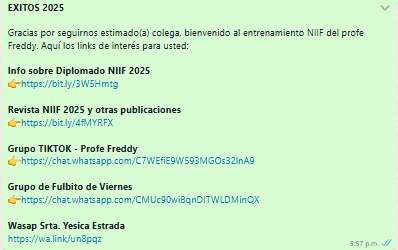 EXITOS 2025
Gracias por seguirnos estimado(a) colega, bienvenido al entrenamiento NIIF del profe
Freddy. Aquí los links de interés para usted:
Info sobre Diplomado NIIF 2025
👉https://bit.ly/3W5Hmtg
Revista NIIF 2025 y otras publicaciones
👉https://bit.ly/4fMYRFX
Grupo TIKTOK - Profe Freddy
👉https://chat.whatsapp.com/C7WEfiE9W593MGOs32lnA9
Grupo de Fulbito de Viernes
👉https://chat.whatsapp.com/CMUc90wiBqnDITWLDMinQX
Wasap Srta. Yesica Estrada
https://wa.link/un8pqz
5:57 p.m.